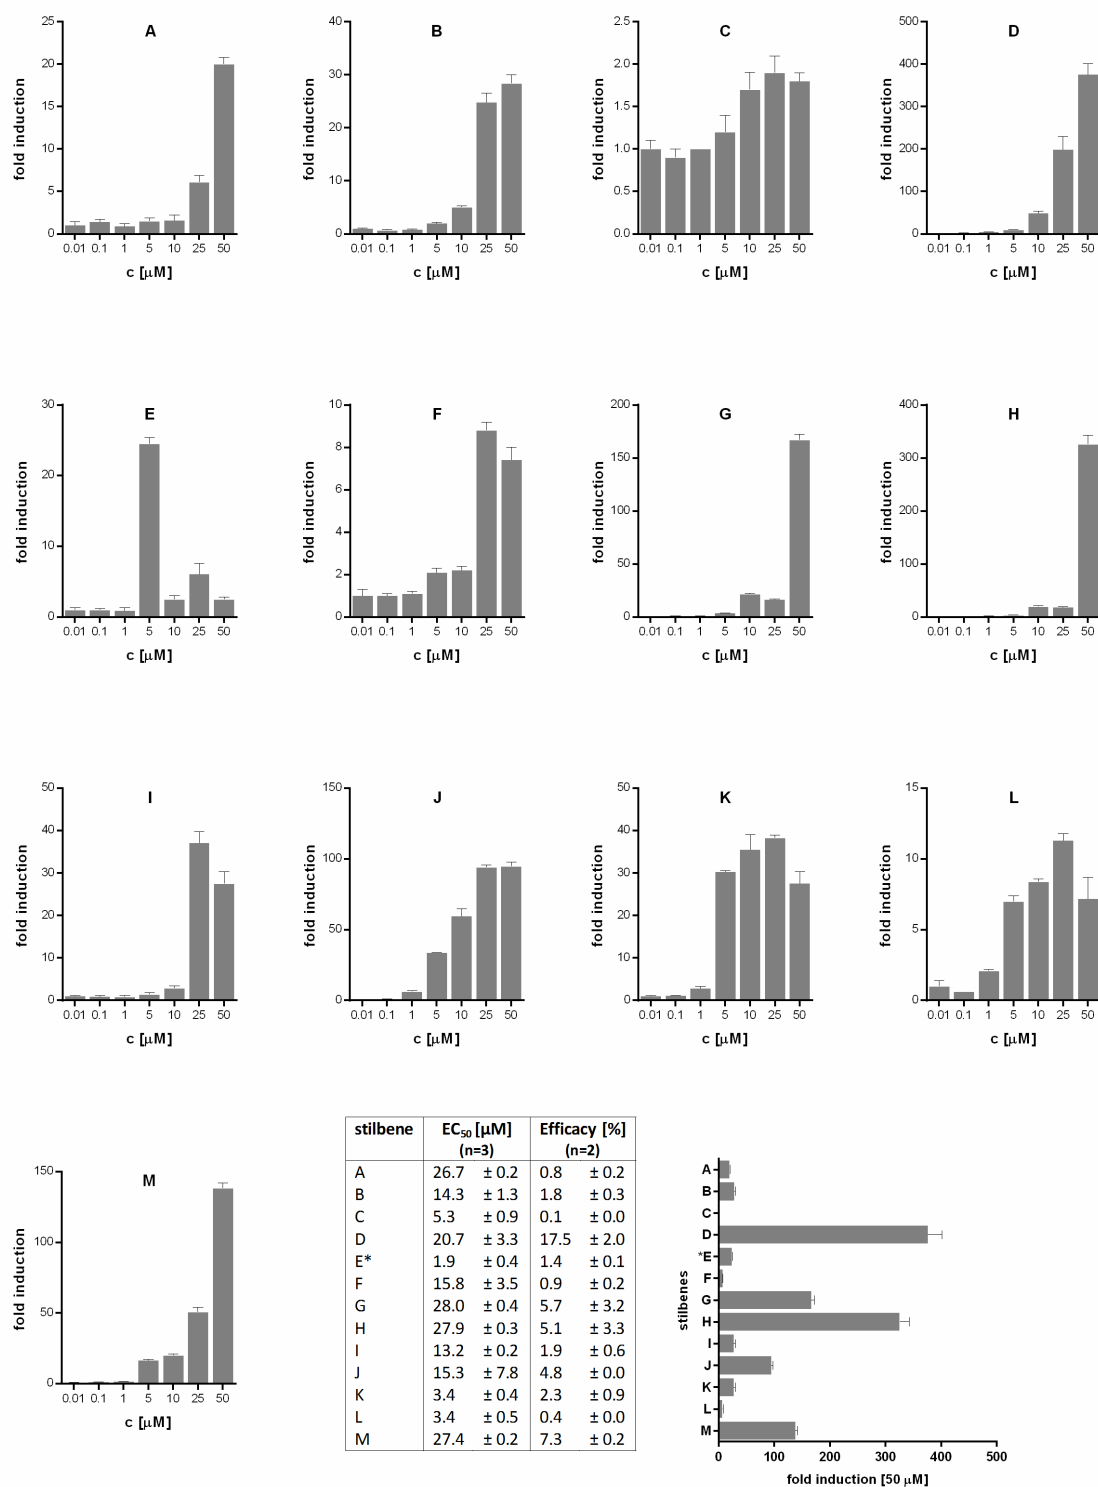 A
B
C
D
25
20
15
10
5
0
fold induction
0.01 0.1 1 5 10 25 50
c [µM]
40
30
20
10
0
fold induction
0.01 0.1 1 5 10 25 50
c [µM]
2.5
2.0
1.5
1.0
0.5
0.0
fold induction
0.01 0.1 1 5 10 25 50
c [µM]
500
400
300
200
100
0
fold induction
0.01 0.1 1 5 10 25 50
c [µM]
E
F
G
H
30
20
10
0
fold induction
0.01 0.1 1 5 10 25 50
c [µM]
10
8
6
4
2
0
fold induction
0.01 0.1 1 5 10 25 50
c [µM]
200
150
100
50
0
fold induction
0.01 0.1 1 5 10 25 50
c [µM]
400
300
200
100
0
fold induction
0.01 0.1 1 5 10 25 50
c [µM]
I
J
K
L
50
40
30
20
10
0
fold induction
0.01 0.1 1 5 10 25 50
c [µM]
150
100
50
0
fold induction
0.01 0.1 1 5 10 25 50
c [µM]
50
40
30
20
10
0
fold induction
0.01 0.1 1 5 10 25 50
c [µM]
15
10
5
0
fold induction
0.01 0.1 1 5 10 25 50
c [µM]
M
150
100
50
0
fold induction
0.01 0.1 1 5 10 25 50
c [µM]
stilbene EC50 [µM] Efficacy [%]
(n=3) (n=2)
A 26.7 ± 0.2 0.8 ± 0.2
B 14.3 ± 1.3 1.8 ± 0.3
C 5.3 ± 0.9 0.1 ± 0.0
D 20.7 ± 3.3 17.5 ± 2.0
E* 1.9 ± 0.4 1.4 ± 0.1
F 15.8 ± 3.5 0.9 ± 0.2
G 28.0 ± 0.4 5.7 ± 3.2
H 27.9 ± 0.3 5.1 ± 3.3
I 13.2 ± 0.2 1.9 ± 0.6
J 15.3 ± 7.8 4.8 ± 0.0
K 3.4 ± 0.4 2.3 ± 0.9
L 3.4 ± 0.5 0.4 ± 0.0
M 27.4 ± 0.2 7.3 ± 0.2
stilbenes
A
B
C
D
*E
F
G
H
I
J
K
L
M
0 100 200 300 400 500
fold induction [50 µM]